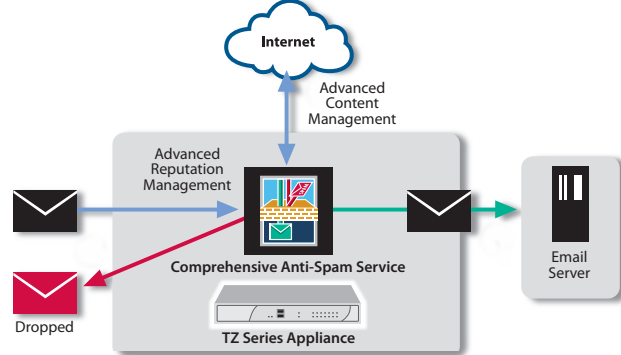 Internet
Advanced
Content
Management
Advanced
Reputation
Management
Comprehensive Anti-Spam Service
Email
Server
Dropped
TZ Series Appliance